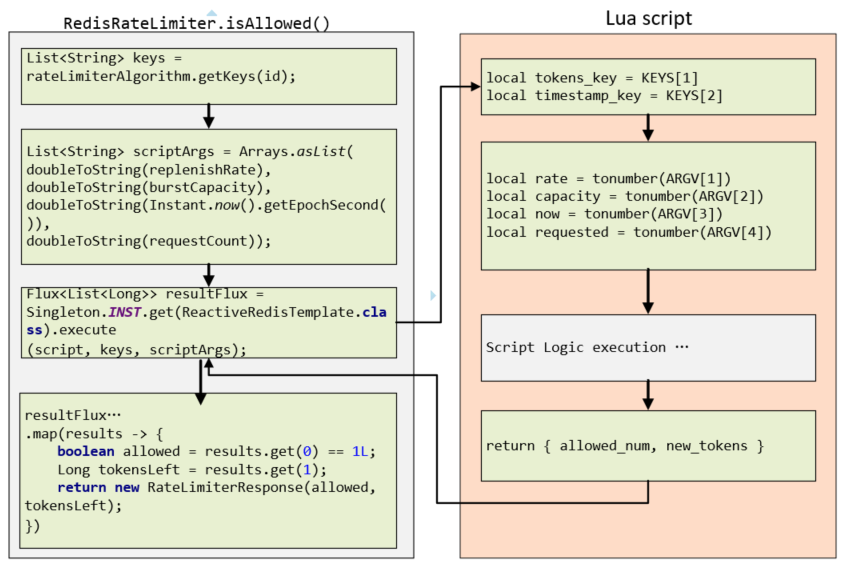 RedisRateLimiter.isAllowed()
List<String> keys =
rateLimiterAlgorithm.getKeys(id);
List<String> scriptArgs = Arrays.asList(
doubleToString(replenishRate),
doubleToString(burstCapacity),
doubleToString(Instant.now().getEpochSecond(
)),
doubleToString(requestCount));
Flux<List<Long>> resultFlux =
Singleton.INST.get(ReactiveRedisTemplate.cla
ss).execute
(script, keys, scriptArgs);
resultFlux…
.map(results -> {
boolean allowed = results.get(0) == 1L;
Long tokensLeft = results.get(1);
return new RateLimiterResponse(allowed,
tokensLeft);
})
Lua script
local tokens_key = KEYS[1]
local timestamp_key = KEYS[2]
local rate = tonumber(ARGV[1])
local capacity = tonumber(ARGV[2])
local now = tonumber(ARGV[3])
local requested = tonumber(ARGV[4])
Script Logic execution …
return { allowed_num, new_tokens }